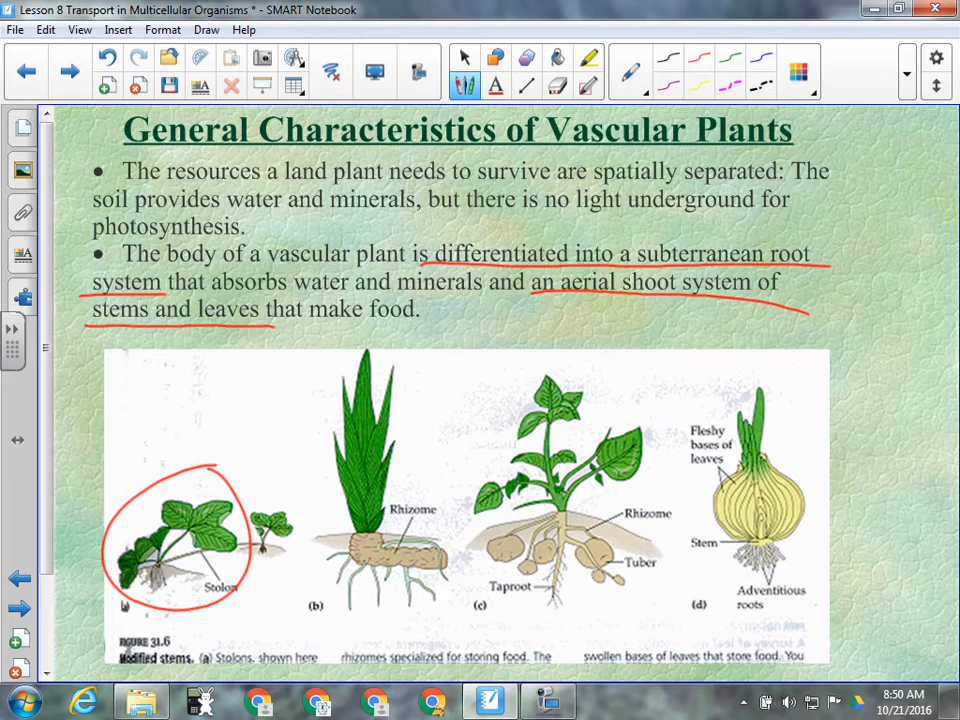 Lesson 8 Transport in Multicellular Organisms * - SMART Notebook
File Edit View Insert Format Draw Help
General Characteristics of Vascular Plants
• The resources a land plant needs to survive are spatially separated: The
soil provides water and minerals, but there is no light underground for
photosynthesis.
• The body of a vascular plant is differentiated into a subterranean root
system that absorbs water and minerals and an aerial shoot system of
stems and leaves that make food.
Fleshy
bases of
leaves
Rhizome
Rhizome
Stem
Tuber
Stolon
Taproot
Adventitious
roots
(b)
(c)
(d)
FIGURE 31.6
Modified stems. (a) Stolons, shown here
rhizomes specialized for storing food. The
swollen bases of leaves that store food. You
8:50 AM
10/21/2016